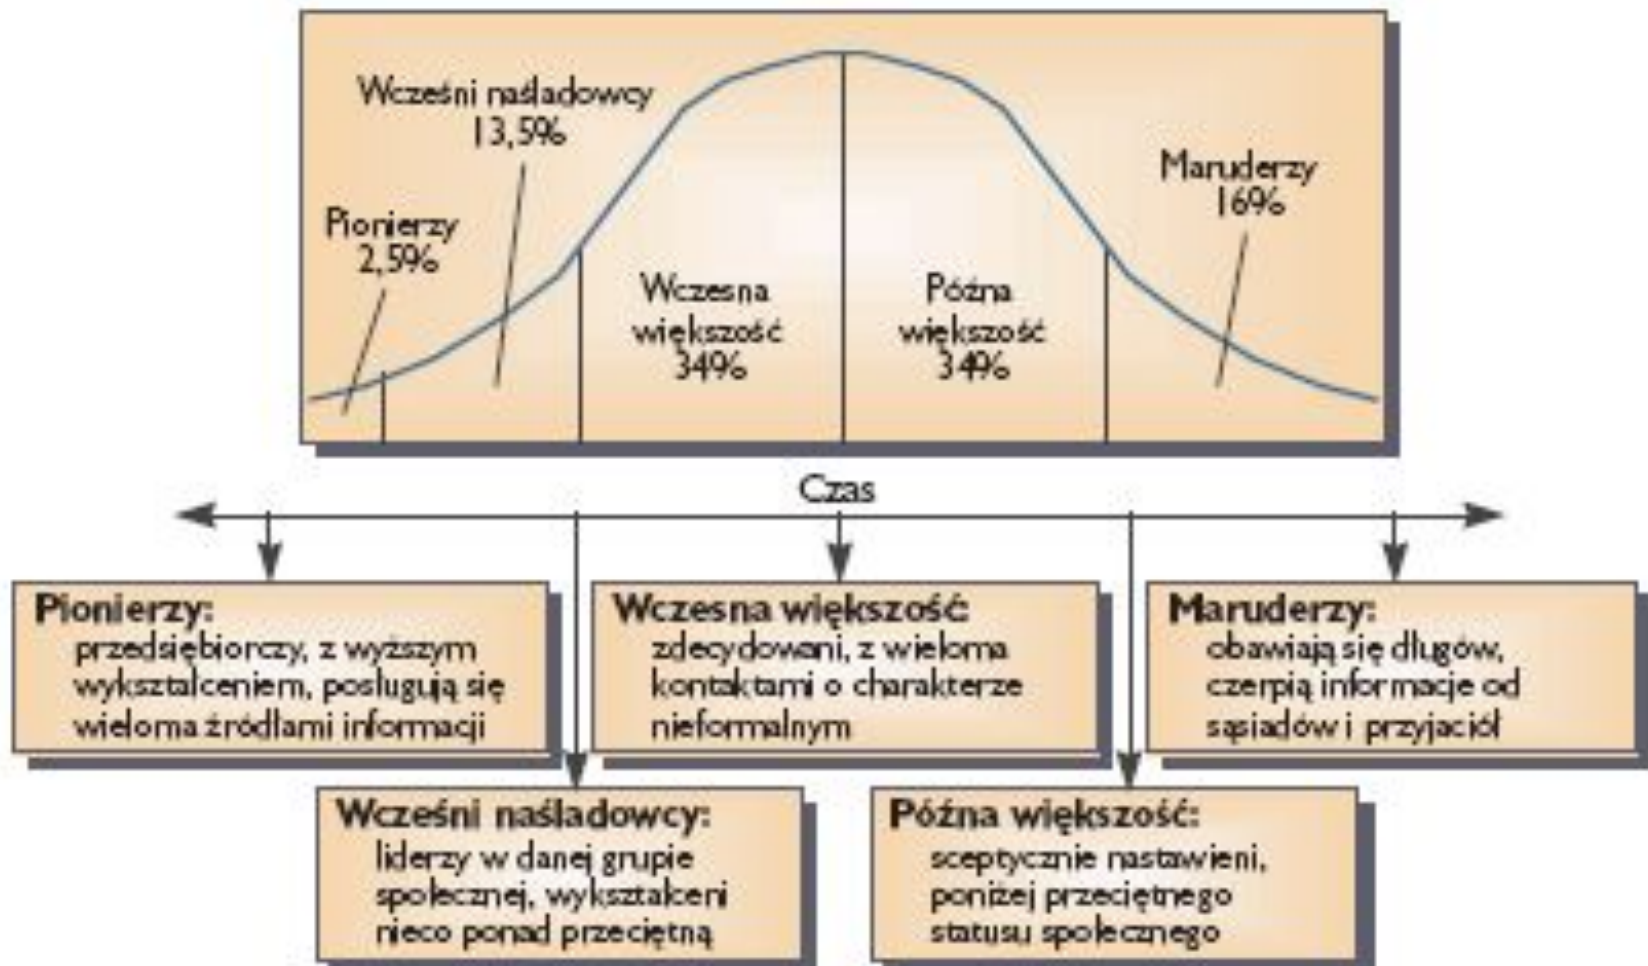 Wcześni naśladowcy
13,5%
Pionierzy
2,5%
Wczesna
większość
34%
Późna
większość
34%
Maruderzy
16%
Czas
Pionierzy:
przedsiębiorczy, z wyższym
wykształceniem, posługują się
wieloma źródłami informacji
Wczesna większość:
zdecydowani, z wieloma
kontaktami o charakterze
nieformalnym
Maruderzy:
obawiają się długów,
czerpią informacje od
sąsiadów i przyjaciół
Wcześni naśladowcy:
liderzy w danej grupie
społecznej, wykształceni
nieco ponad przeciętną
Późna większość:
sceptycznie nastawieni,
poniżej przeciętnego
statusu społecznego